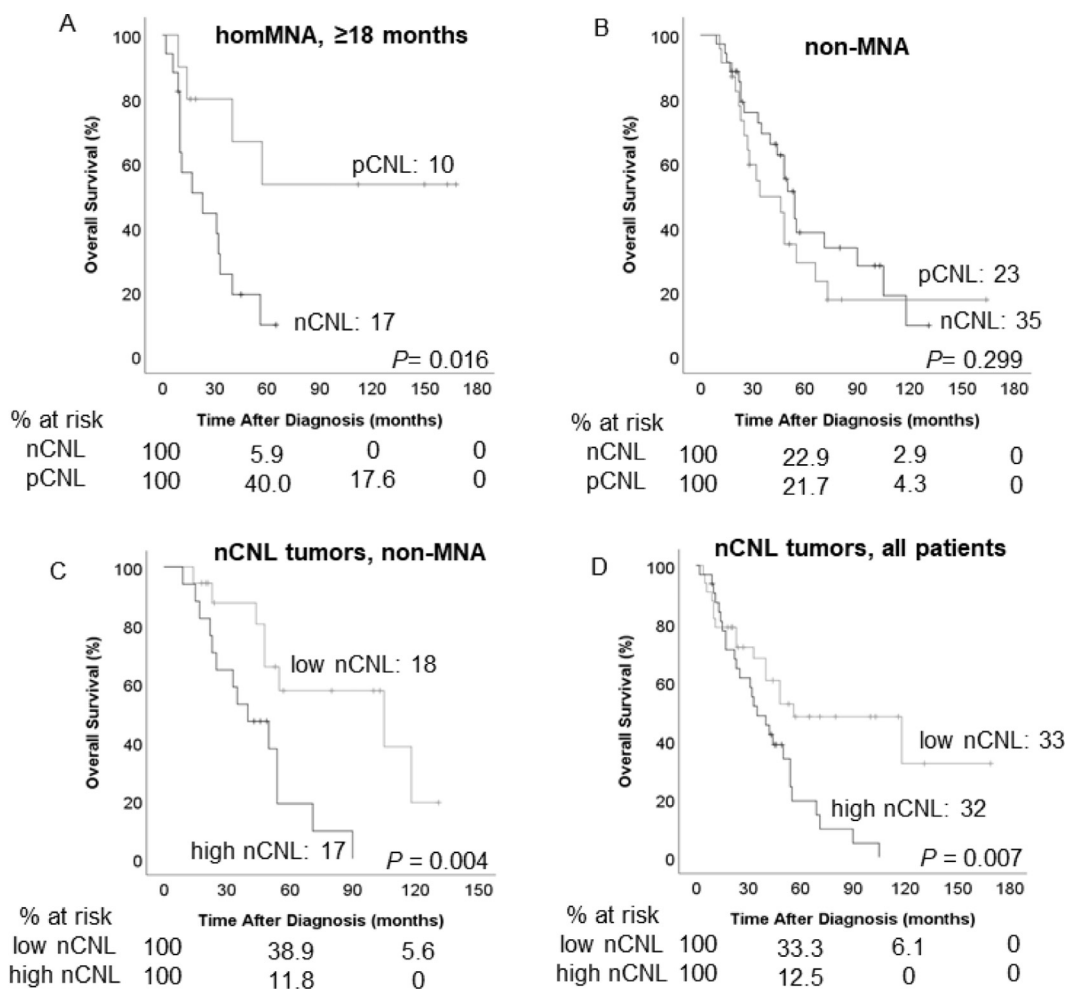 A
homMNA, ≥18 months
Overall Survival (%)
100
80
60
40
20
0
pCNL: 10
nCNL: 17
P= 0.016
0 30 60 90 120 150 180
% at risk
Time After Diagnosis (months)
nCNL 100 5.9 0 0
pCNL 100 40.0 17.6 0
B
non-MNA
Overall Survival (%)
100
80
60
40
20
0
pCNL: 23
nCNL: 35
P= 0.299
0 30 60 90 120 150 180
% at risk
Time After Diagnosis (months)
nCNL 100 22.9 2.9 0
pCNL 100 21.7 4.3 0
C
nCNL tumors, non-MNA
Overall Survival (%)
100
80
60
40
20
0
low nCNL: 18
high nCNL: 17
P = 0.004
0 30 60 90 120 150
% at risk
Time After Diagnosis (months)
low nCNL 100 38.9 5.6
high nCNL 100 11.8 0
D
nCNL tumors, all patients
Overall Survival (%)
100
80
60
40
20
0
low nCNL: 33
high nCNL: 32
P = 0.007
0 30 60 90 120 150 180
% at risk
Time After Diagnosis (months)
low nCNL 100 33.3 6.1 0
high nCNL 100 12.5 0 0